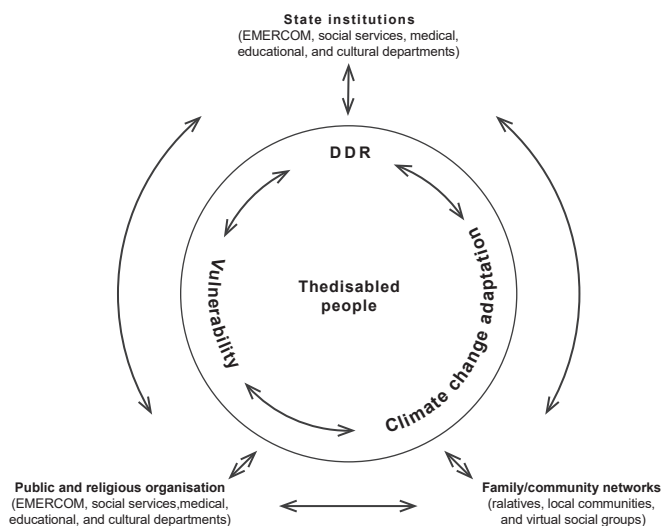 State institutions
(EMERCOM, social services, medical,
educational, and cultural departments)
DDR
Vulnerability
Climate change adaptation
Thedisabled
people
Public and religious organisation
(EMERCOM, social services,medical,
educational, and cultural departments)
Family/community networks
(ralatives, local communities,
and virtual social groups)